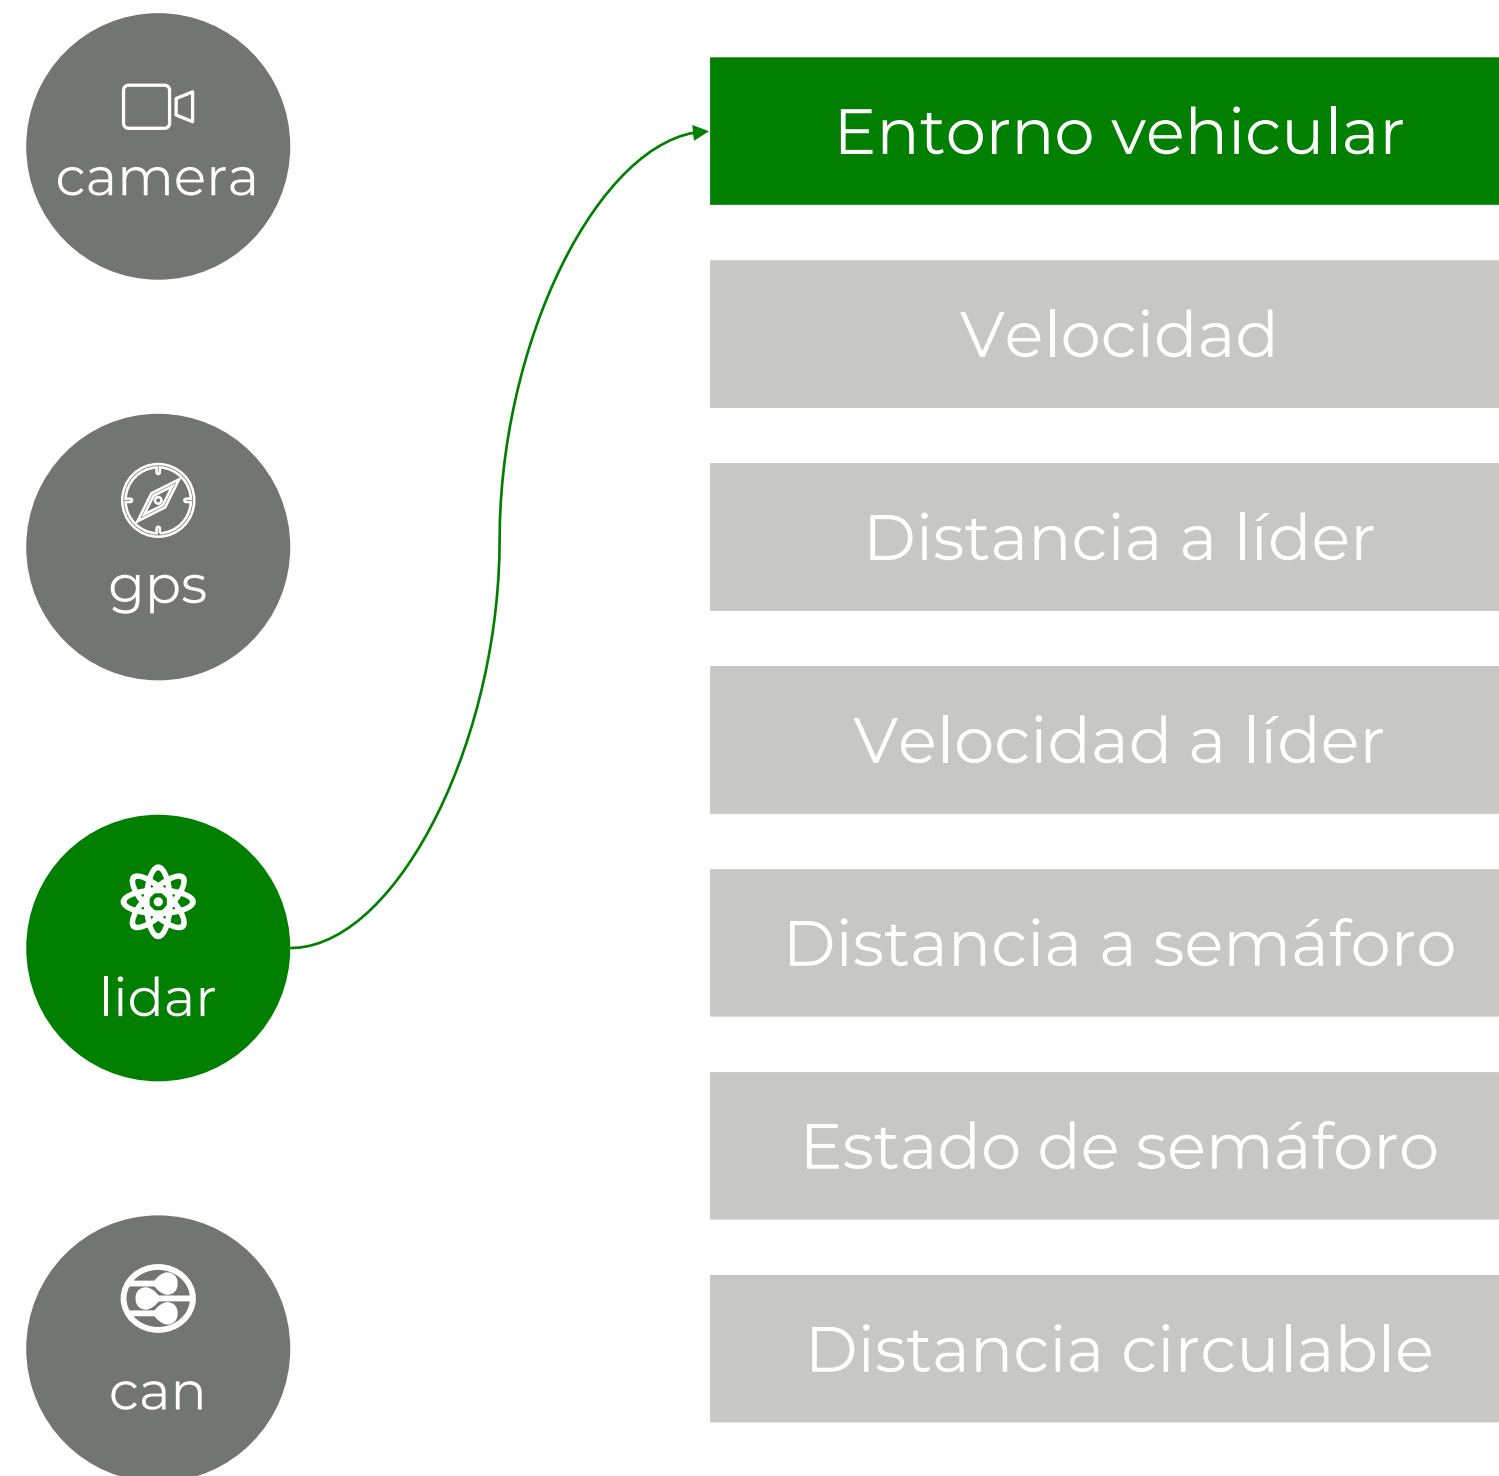 camera
gps
lidar
can
Entorno vehicular
Velocidad
Distancia a líder
Velocidad a líder
Distancia a semáforo
Estado de semáforo
Distancia circulable